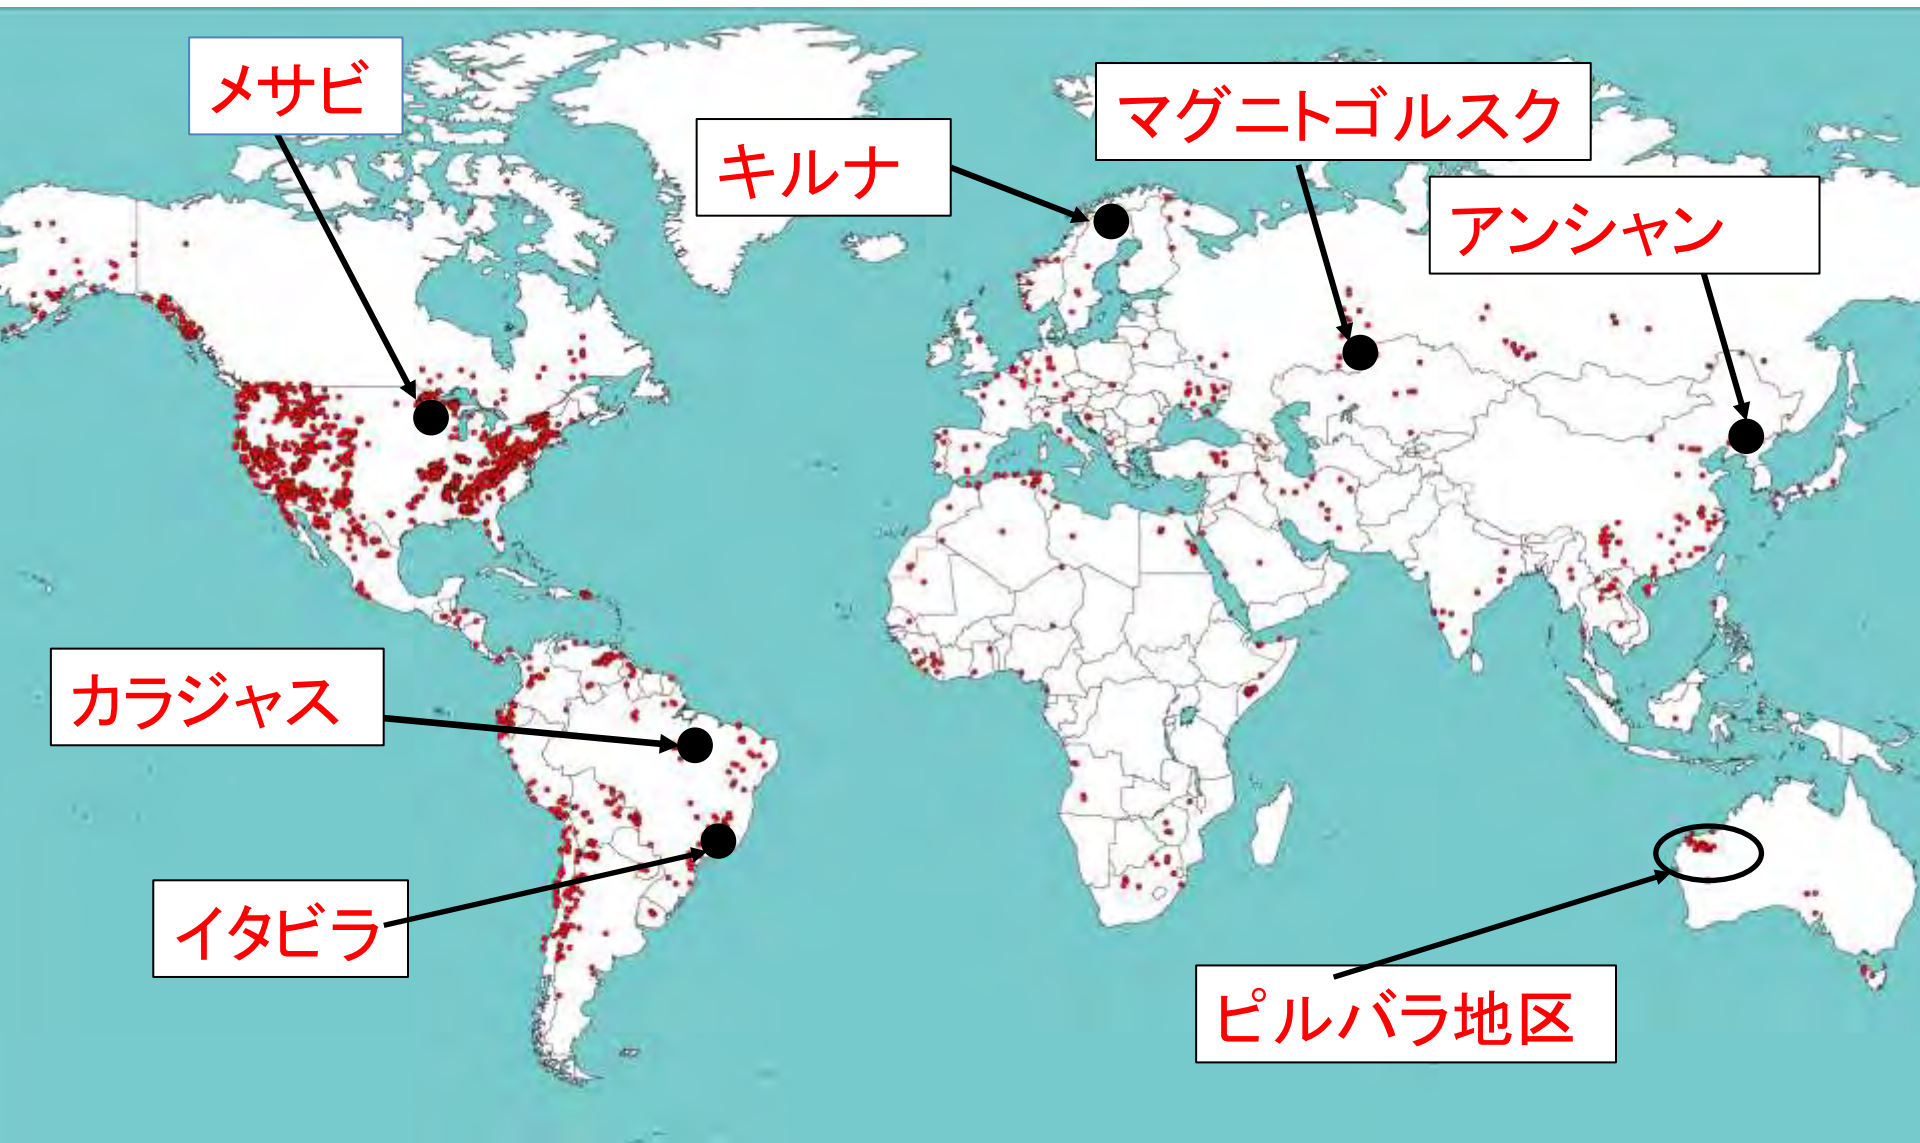 メサビ
マグニトゴルスク
キルナ
アンシャン
カラジャス
イタビラ
ピルバラ地区